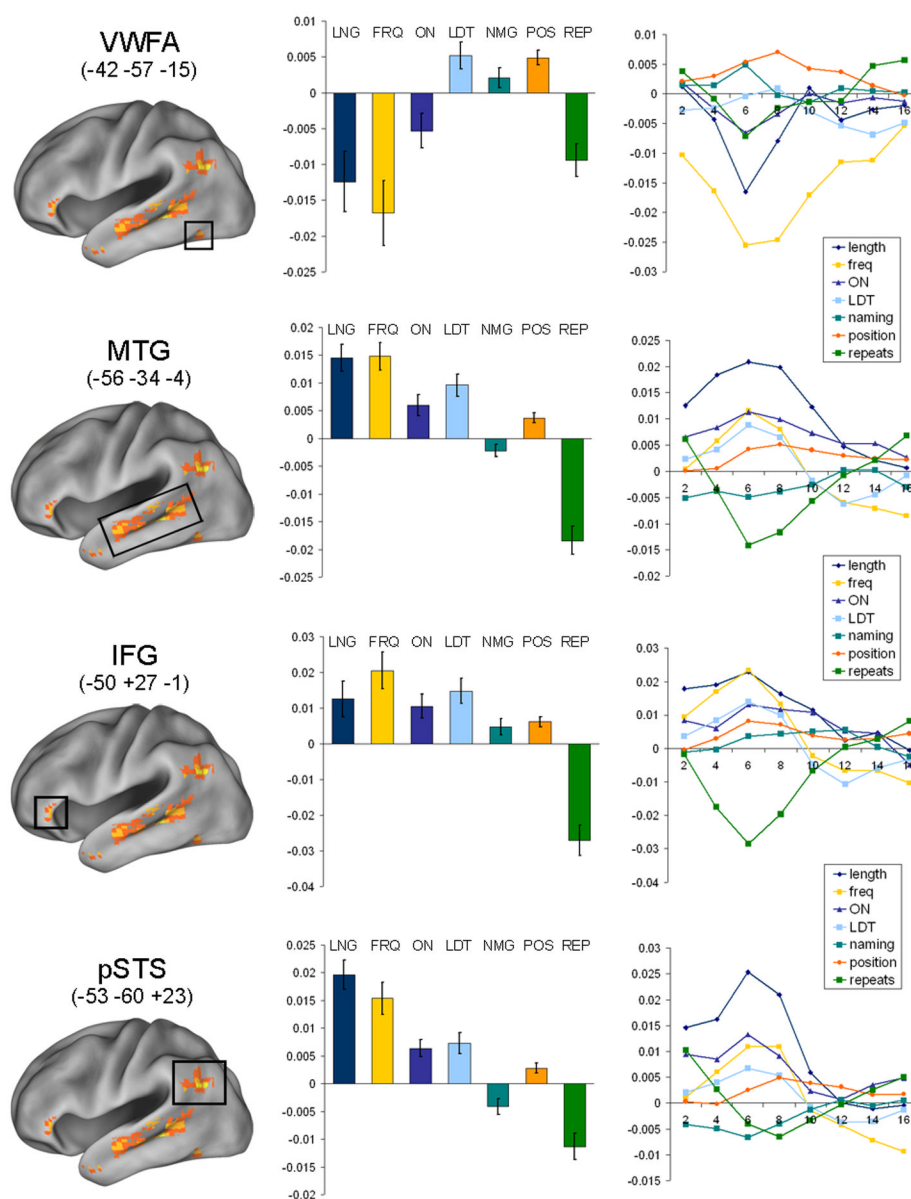 VWFA
(-42 -57 -15)
0.01
0.005
0
-0.005
-0.01
-0.015
-0.02
-0.025
LNG FRQ ON LDT NMG POS REP
0.015
0.01
0.005
0
-0.005
-0.01
-0.015
-0.02
-0.025
-0.03
2 4 6 8 10 12 14 16
length
freq
ON
LDT
naming
position
repeats
MTG
(-56 -34 -4)
0.02
0.015
0.01
0.005
0
-0.005
-0.01
-0.015
-0.02
-0.025
LNG FRQ ON LDT NMG POS REP
0.025
0.02
0.015
0.01
0.005
0
-0.005
-0.01
-0.015
-0.02
2 4 6 8 10 12 14 16
length
freq
ON
LDT
naming
position
repeats
IFG
(-50 +27 -1)
0.03
0.02
0.01
0
-0.01
-0.02
-0.03
-0.04
LNG FRQ ON LDT NMG POS REP
0.03
0.02
0.01
0
-0.01
-0.02
-0.03
-0.04
2 4 6 8 10 12 14 16
length
freq
ON
LDT
naming
position
repeats
pSTS
(-53 -60 +23)
0.025
0.02
0.015
0.01
0.005
0
-0.005
-0.01
-0.015
-0.02
LNG FRQ ON LDT NMG POS REP
0.03
0.025
0.02
0.015
0.01
0.005
0
-0.005
-0.01
-0.015
2 4 6 8 10 12 14 16